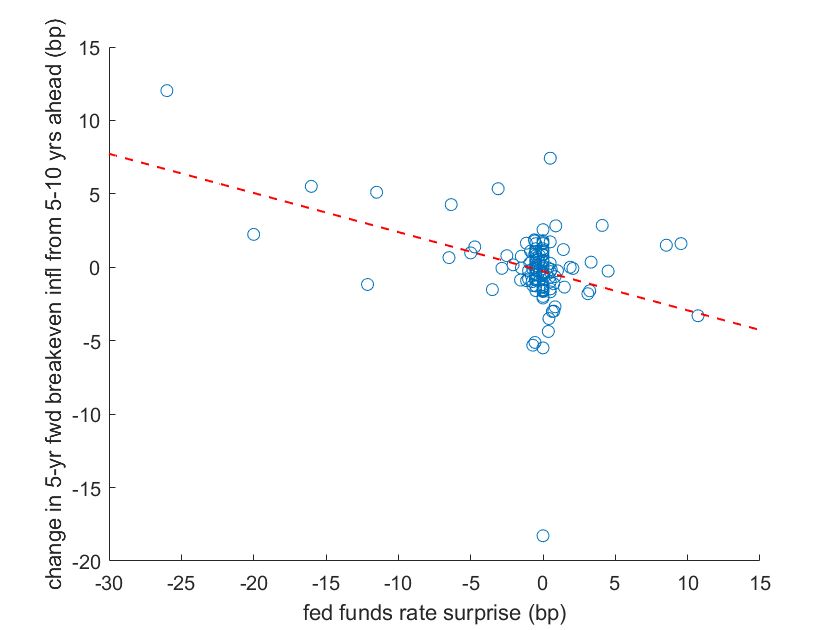 change in 5-yr fwd breakeven infl from 5-10 yrs ahead (bp)
15
10
5
0
-5
-10
-15
-20
-30 -25 -20 -15 -10 -5 0 5 10 15
fed funds rate surprise (bp)